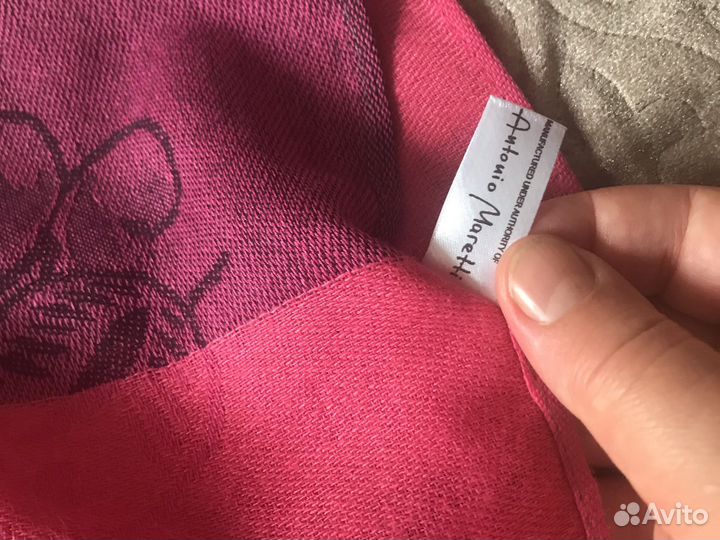 MANUFACTURED UNDER AUTHORITY OF
Antonio Maretti
Avito